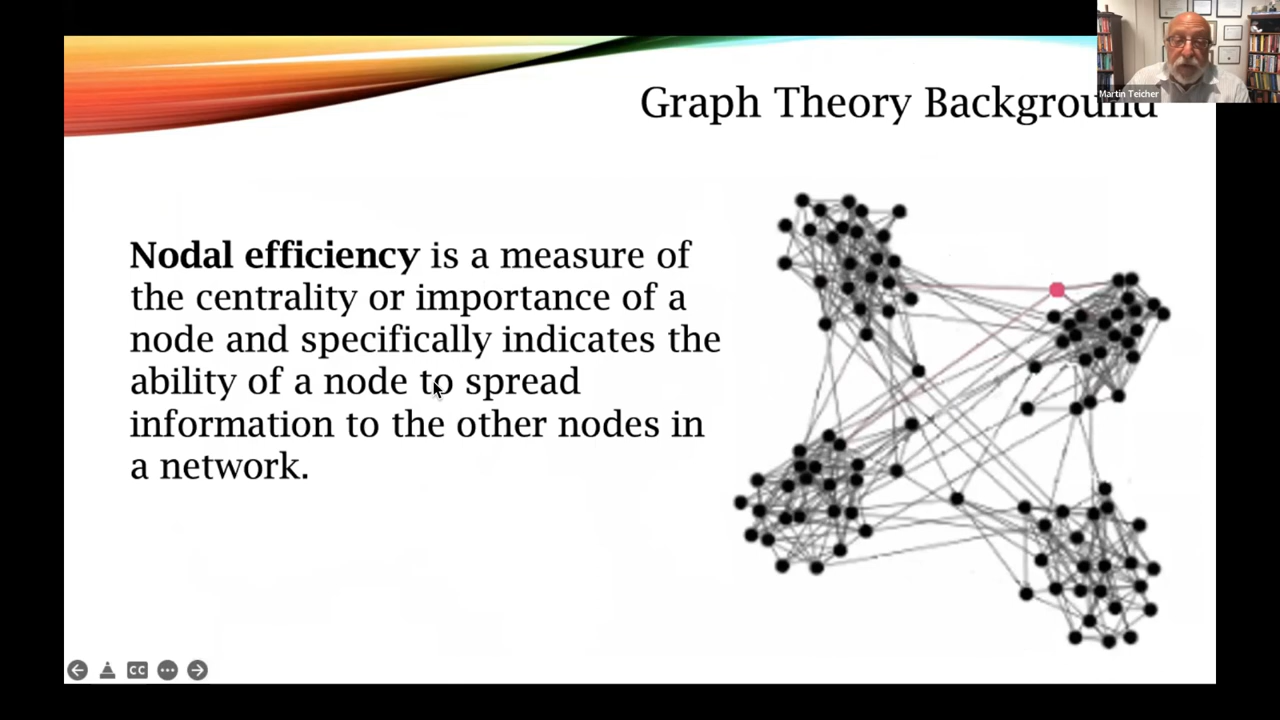 Martin Teicher
Graph Theory Background
Nodal efficiency is a measure of
the centrality or importance of a
node and specifically indicates the
ability of a node to spread
information to the other nodes in
a network.
CC